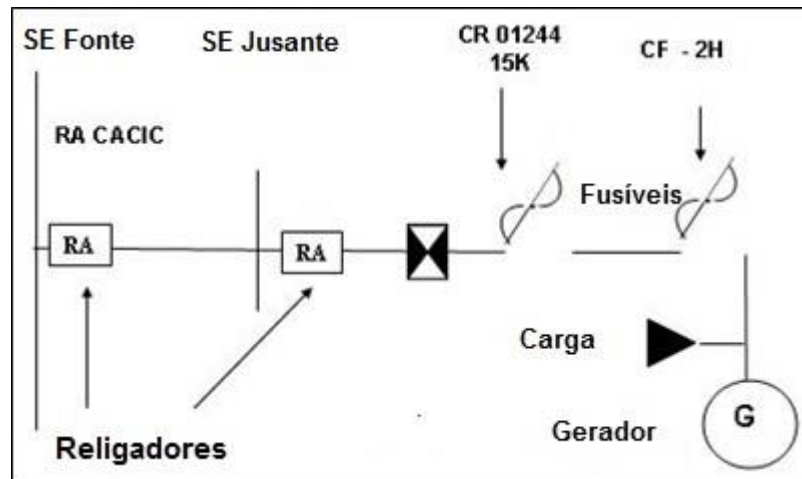 SE Fonte
SE Jusante
CR 01244
15K
CF - 2H
RA CACIC
Fusíveis
RA
RA
Carga
Gerador
G
Religadores